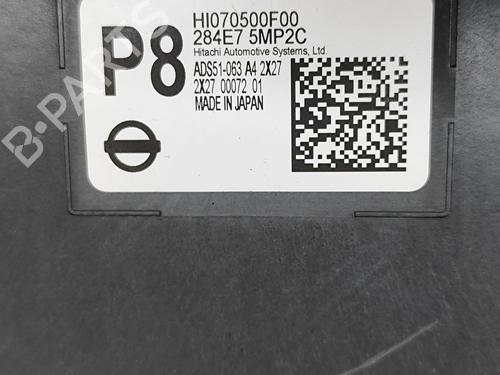 P8
HI070500F00
284E7 5MP2C
Hitachi Automotive Systems, Ltd.
ADS51-063 A4 2X27
2X27 00072 01
MADE IN JAPAN
B-PARTS